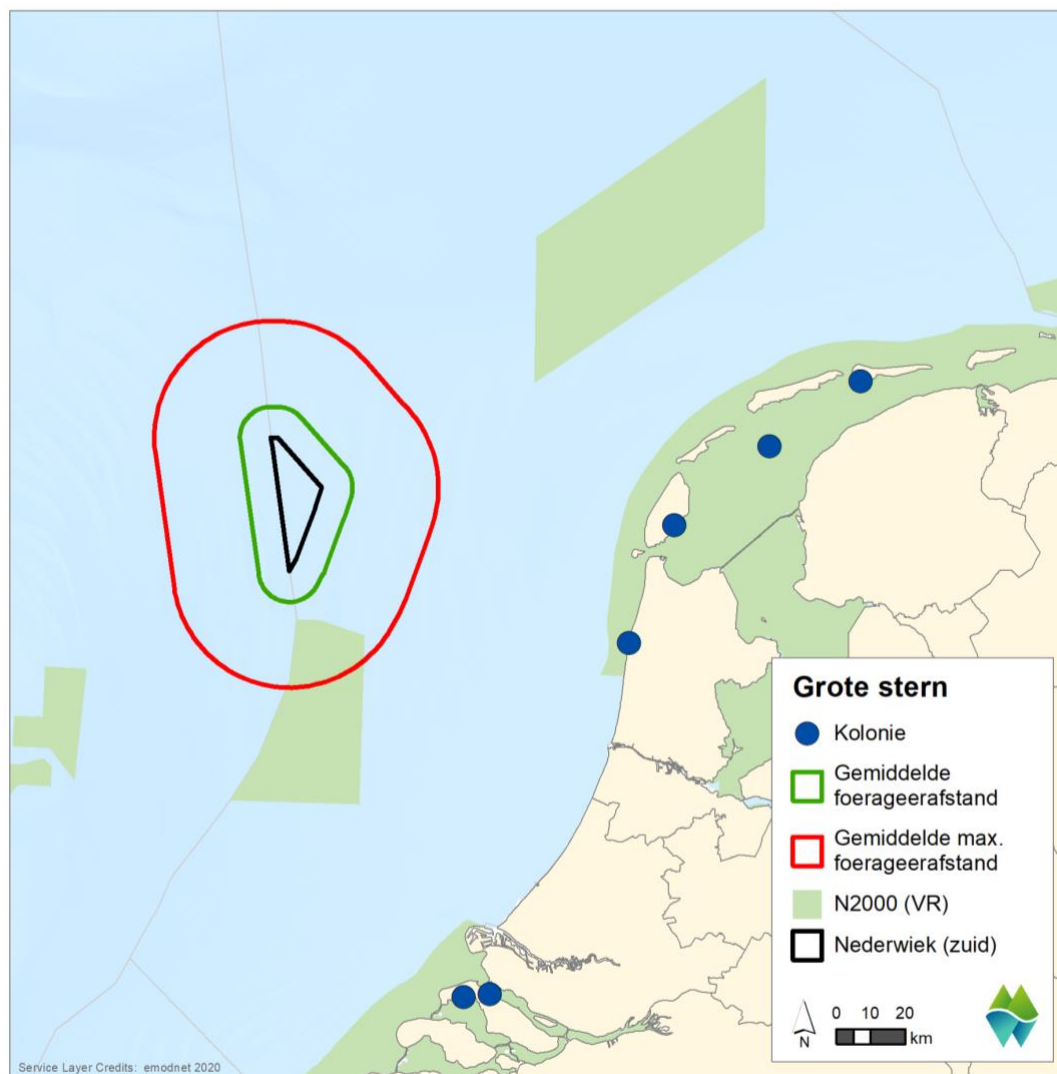 Grote stern
Kolonie
Gemiddelde
foerageerafstand
Gemiddelde max.
foerageerafstand
N2000 (VR)
Nederwiek (zuid)
N
0 10 20
km
Service Layer Credits: emodnet 2020